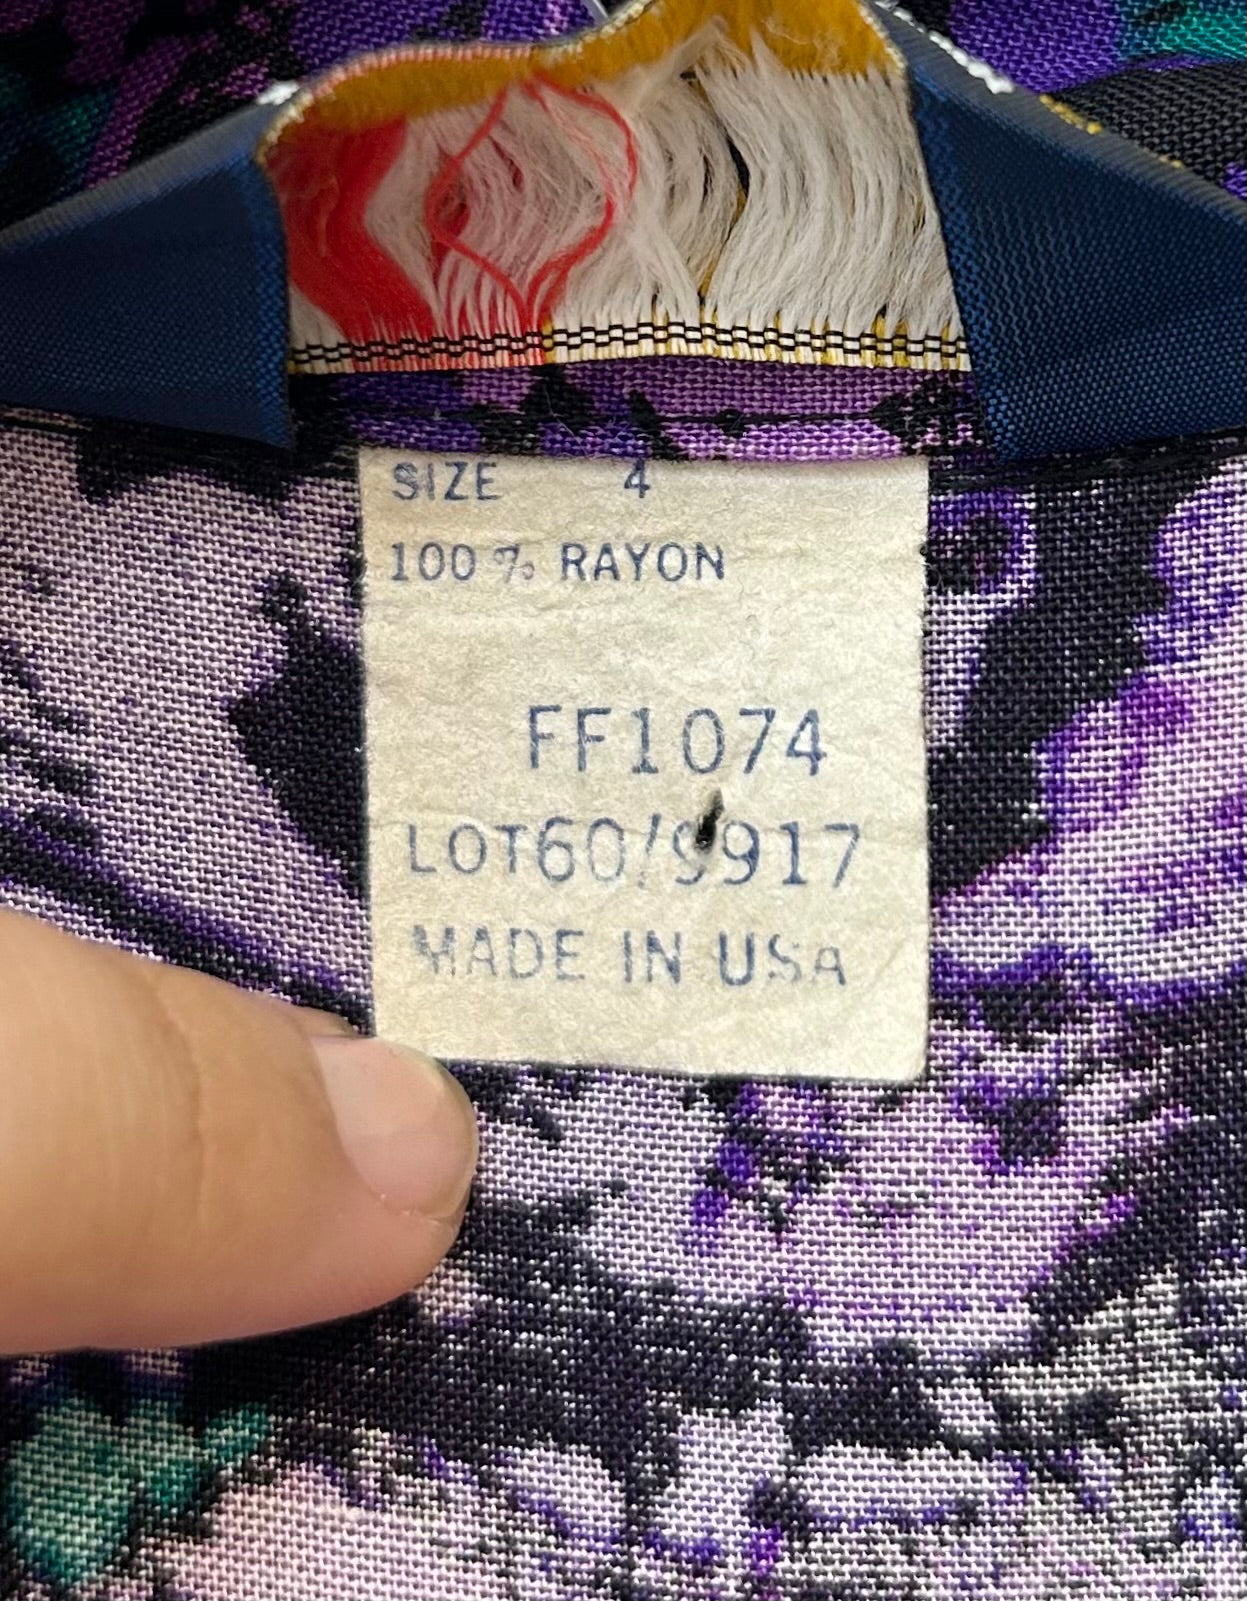 SIZE 4
100% RAYON
FF1074
LOT60/9917
MADE IN USA